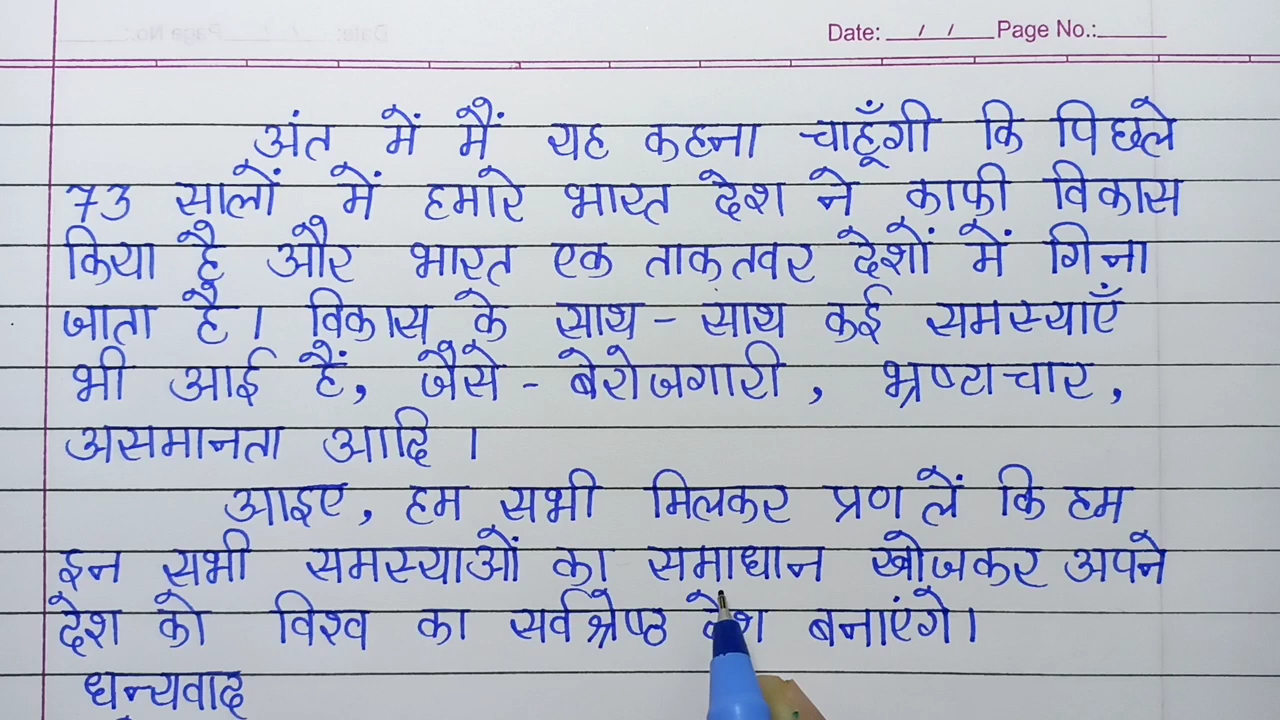 Date: / / Page No.:
अंत में मैं यह कहना चाहूँगी कि पिछले
73 सालों में हमारे भारत देश ने काफी विकास
किया है और भारत एक ताकतवर देशों में गिना
जाता है। विकास के साथ - साथ कई समस्याएँ
भी आई हैं, जैसे - बेरोजगारी, भ्रष्टाचार,
असमानता आदि।
आइए, हम सभी मिलकर प्रण लें कि हम
इन सभी समस्याओं का समाधान खोजकर अपने
देश को विश्व का सर्वश्रेष्ठ देश बनाएंगे।
धन्यवाद